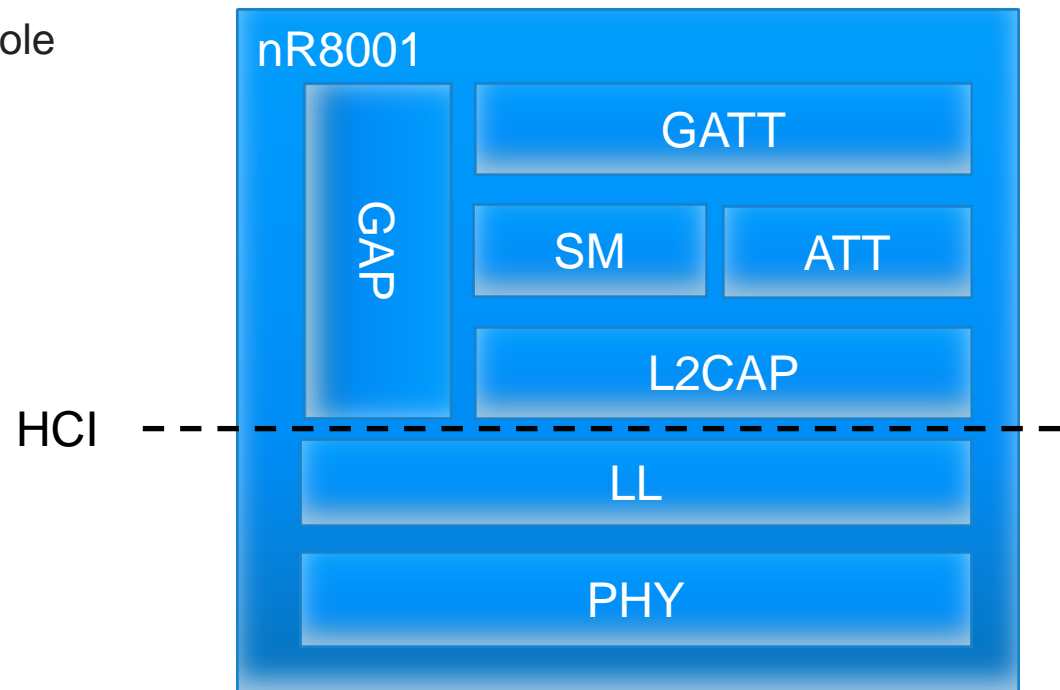 ole
nR8001
GATT
GAP
SM
ATT
L2CAP
HCI
LL
PHY